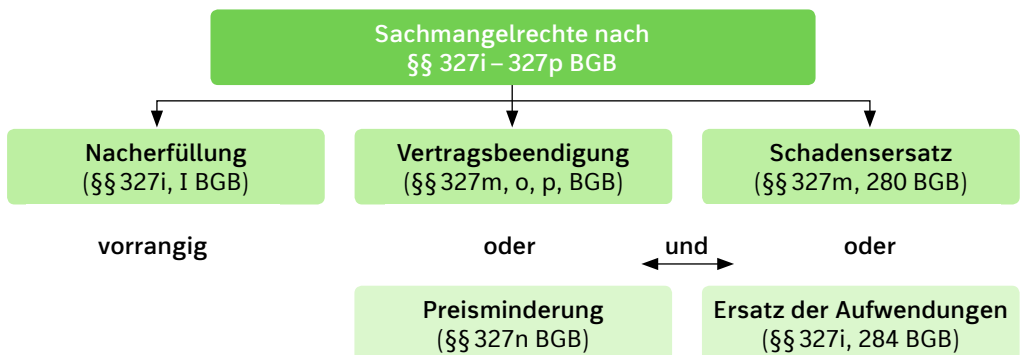 Sachmangelrechte nach
§§ 327i – 327p BGB
Nacherfüllung
(§§ 327i, I BGB)
Vertragsbeendigung
(§§ 327m, o, p, BGB)
Schadensersatz
(§§ 327m, 280 BGB)
vorrangig
oder
und
oder
Preisminderung
(§§ 327n BGB)
Ersatz der Aufwendungen
(§§ 327i, 284 BGB)